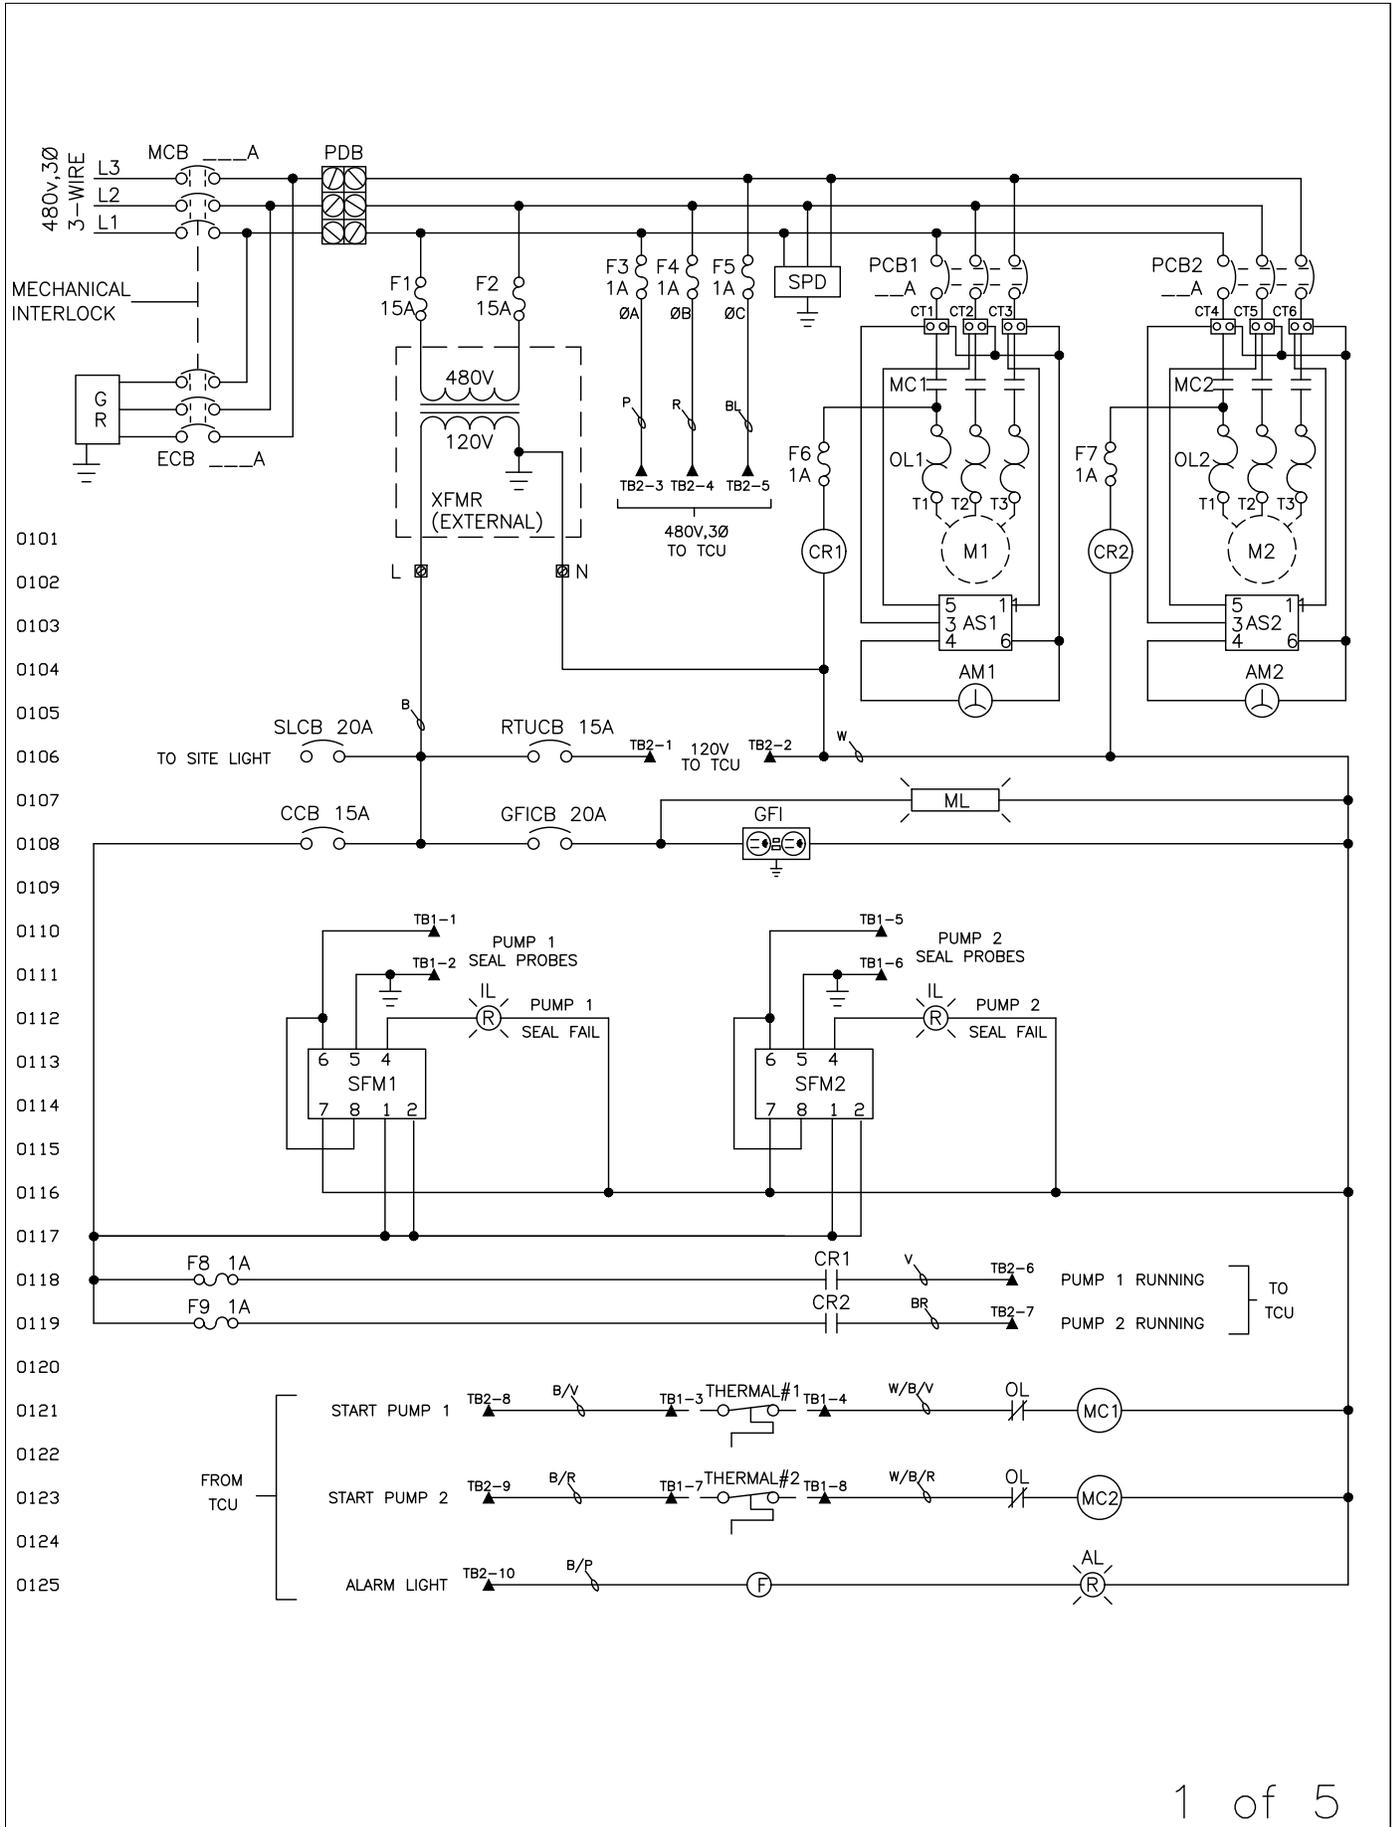 480v,3Ø
3-WIRE
L3
L2
L1
MCB ___A
PDB
MECHANICAL
INTERLOCK
G
R
ECB ___A
F1
15A
F2
15A
480V
120V
XFMR
(EXTERNAL)
L
N
F3
1A
ØA
F4
1A
ØB
F5
1A
ØC
P
R
BL
TB2-3
TB2-4
TB2-5
480V,3Ø
TO TCU
SPD
PCB1
__A
CT1
CT2
CT3
MC1
F6
1A
OL1
T1
T2
T3
CR1
M1
5
1
1
3
AS1
4
6
AM1
PCB2
__A
CT4
CT5
CT6
MC2
F7
1A
OL2
T1
T2
T3
CR2
M2
5
1
1
3
AS2
4
6
AM2
0101
0102
0103
0104
0105
B
SLCB 20A
RTUCB 15A
0106
TO SITE LIGHT
TB2-1
120V
TO TCU
TB2-2
W
0107
ML
CCB 15A
GFICB 20A
GFI
0108
0109
0110
TB1-1
PUMP 1
SEAL PROBES
TB1-5
PUMP 2
SEAL PROBES
0111
TB1-2
TB1-6
0112
IL
R
PUMP 1
SEAL FAIL
IL
R
PUMP 2
SEAL FAIL
0113
6 5 4
SFM1
7 8 1 2
6 5 4
SFM2
7 8 1 2
0114
0115
0116
0117
0118
F8 1A
CR1
V
TB2-6
PUMP 1 RUNNING
0119
F9 1A
CR2
BR
TB2-7
PUMP 2 RUNNING
TO
TCU
0120
0121
START PUMP 1
TB2-8
B/V
TB1-3
THERMAL#1
TB1-4
W/B/V
OL
MC1
0122
FROM
TCU
0123
START PUMP 2
TB2-9
B/R
TB1-7
THERMAL#2
TB1-8
W/B/R
OL
MC2
0124
0125
ALARM LIGHT
TB2-10
B/P
F
AL
R
1 of 5